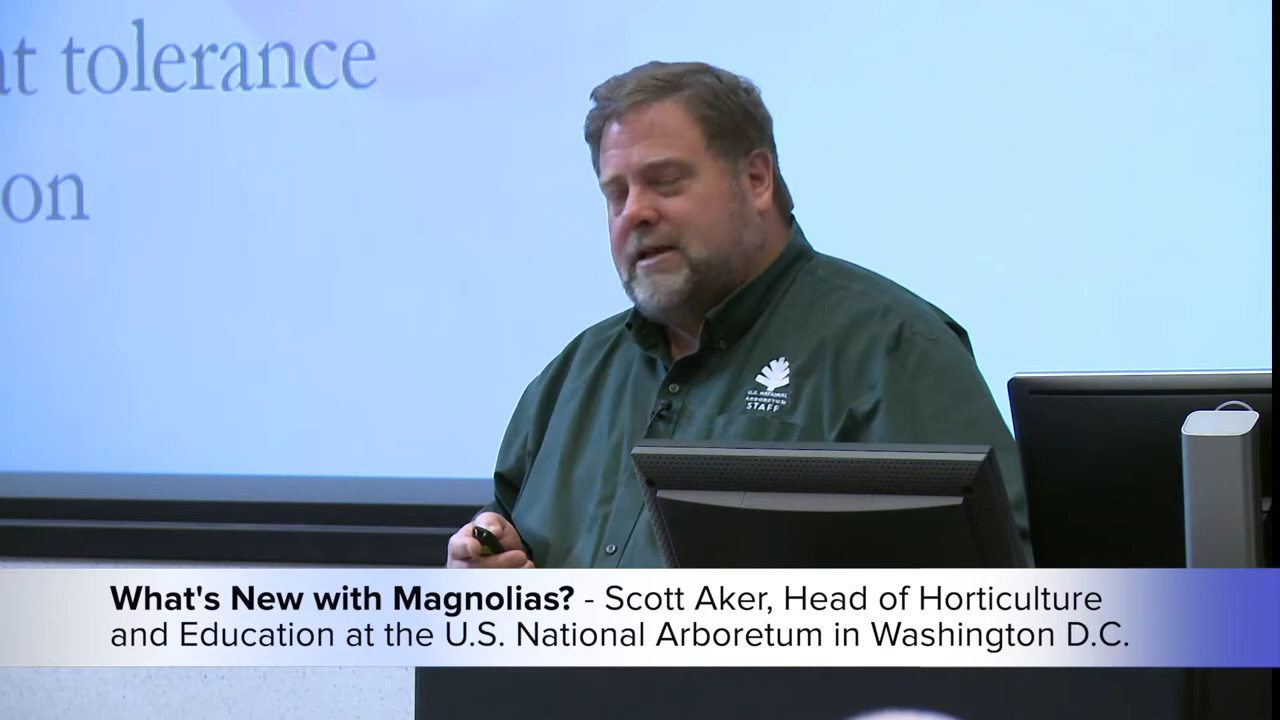 at tolerance
on
U.S. NATIONAL
ARBORETUM
STAFF
What's New with Magnolias? - Scott Aker, Head of Horticulture
and Education at the U.S. National Arboretum in Washington D.C.